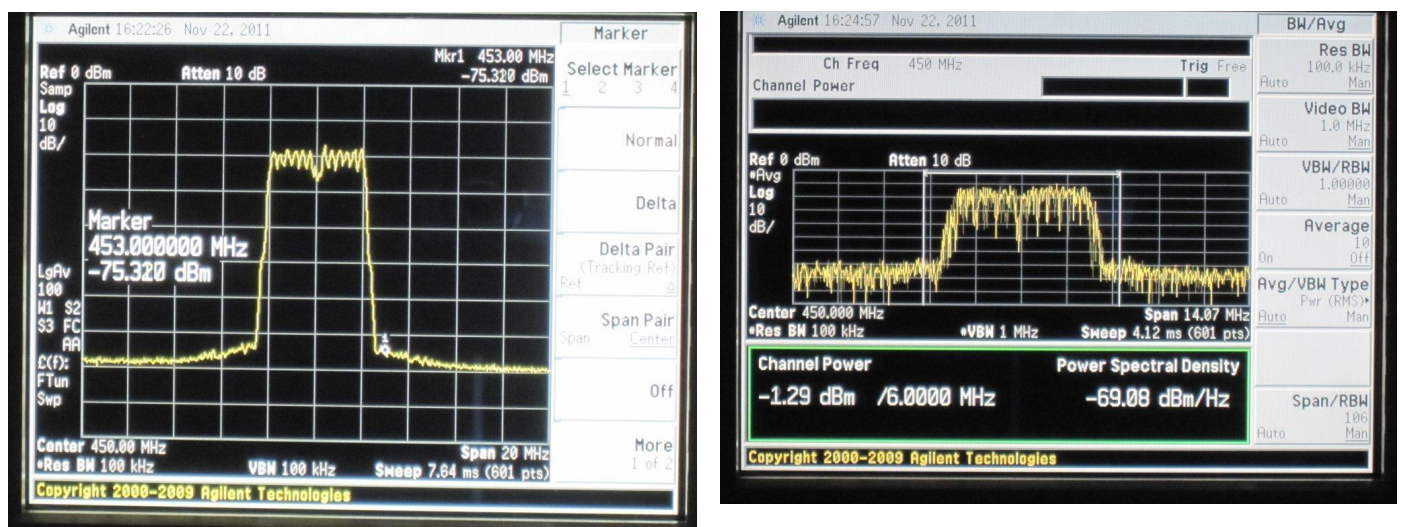 Agilent 16:22:26 Nov 22, 2011
Marker
Mkr1 453.00 MHz
Ref 0 dBm Atten 10 dB -75.320 dBm
Samp
Log
10
dB/
Marker
453.000000 MHz
-75.320 dBm
LgAv
100
W1 S2
S3 FC
AA
£(f):
FTun
Swp
1
Center 450.00 MHz Span 20 MHz
*Res BW 100 kHz VBW 100 kHz Sweep 7.64 ms (601 pts)
Copyright 2000-2009 Agilent Technologies
Select Marker
1 2 3 4
Normal
Delta
Delta Pair
(Tracking Ref)
Ref Δ
Span Pair
Span Center
Off
More
1 of 2
Agilent 16:24:57 Nov 22, 2011
BW/Avg
Ch Freq 450 MHz Trig Free
Channel Power
Ref 0 dBm Atten 10 dB
*Avg
Log
10
dB/
Center 450.000 MHz Span 14.07 MHz
*Res BW 100 kHz *VBW 1 MHz Sweep 4.12 ms (601 pts)
Channel Power Power Spectral Density
-1.29 dBm /6.0000 MHz -69.08 dBm/Hz
Copyright 2000-2009 Agilent Technologies
Res BW
100.0 kHz
Auto Man
Video BW
1.0 MHz
Auto Man
VBW/RBW
1.00000
Auto Man
Average
10
On Off
Avg/VBW Type
Pwr (RMS)▸
Auto Man
Span/RBW
106
Auto Man